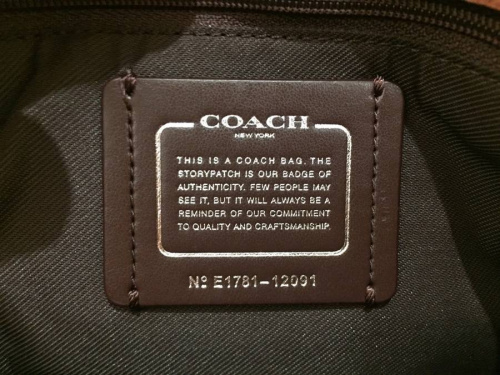 COACH
NEW YORK
THIS IS A COACH BAG. THE
STORYPATCH IS OUR BADGE OF
AUTHENTICITY. FEW PEOPLE MAY
SEE IT, BUT IT WILL ALWAYS BE A
REMINDER OF OUR COMMITMENT
TO QUALITY AND CRAFTSMANSHIP.
Nº E1781-12091